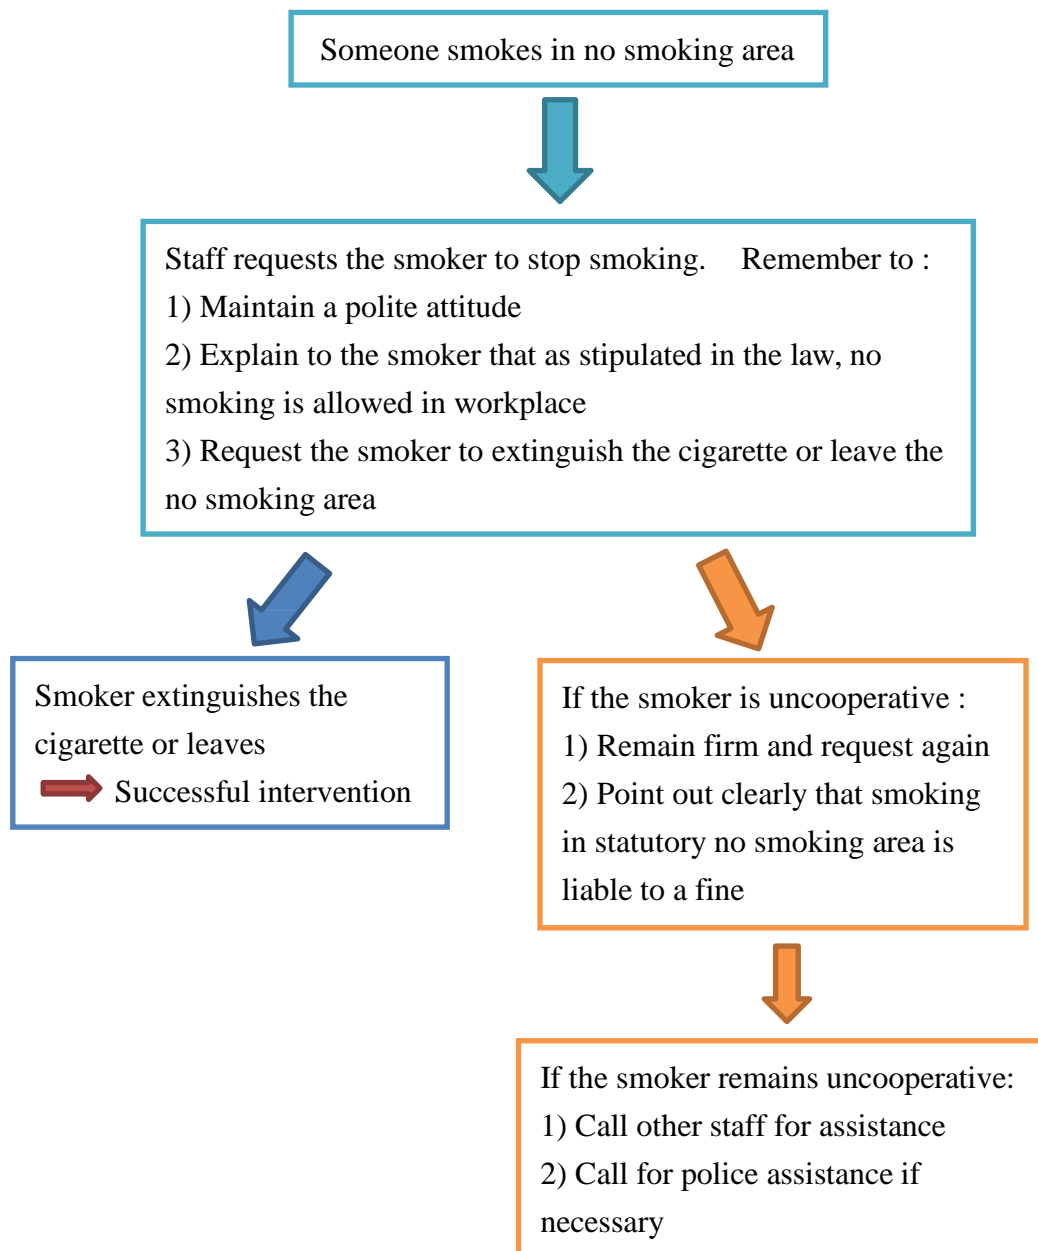 Someone smokes in no smoking area
Staff requests the smoker to stop smoking. Remember to :
1) Maintain a polite attitude
2) Explain to the smoker that as stipulated in the law, no
smoking is allowed in workplace
3) Request the smoker to extinguish the cigarette or leave the
no smoking area
Smoker extinguishes the
cigarette or leaves
Successful intervention
If the smoker is uncooperative :
1) Remain firm and request again
2) Point out clearly that smoking
in statutory no smoking area is
liable to a fine
If the smoker remains uncooperative:
1) Call other staff for assistance
2) Call for police assistance if
necessary